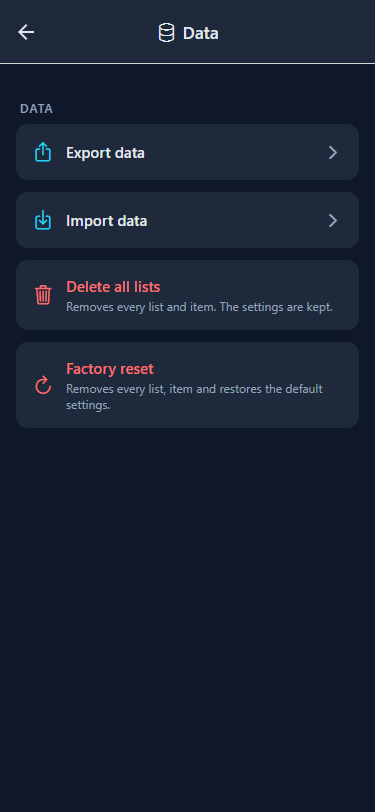 Data
DATA
Export data
Import data
Delete all lists
Removes every list and item. The settings are kept.
Factory reset
Removes every list, item and restores the default
settings.